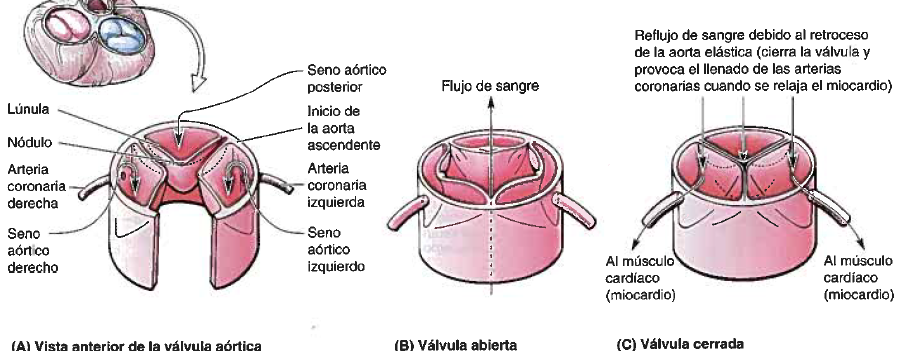 Seno aórtico
posterior
Lúnula
Inicio de
la aorta
ascendente
Nódulo
Arteria
coronaria
derecha
Arteria
coronaria
izquierda
Seno
aórtico
derecho
Seno
aórtico
izquierdo
(A) Vista anterior de la válvula aórtica
Flujo de sangre
(B) Válvula abierta
Reflujo de sangre debido al retroceso
de la aorta elástica (cierra la válvula y
provoca el llenado de las arterias
coronarias cuando se relaja el miocardio)
Al músculo
cardíaco
(miocardio)
Al músculo
cardíaco
(miocardio)
(C) Válvula cerrada